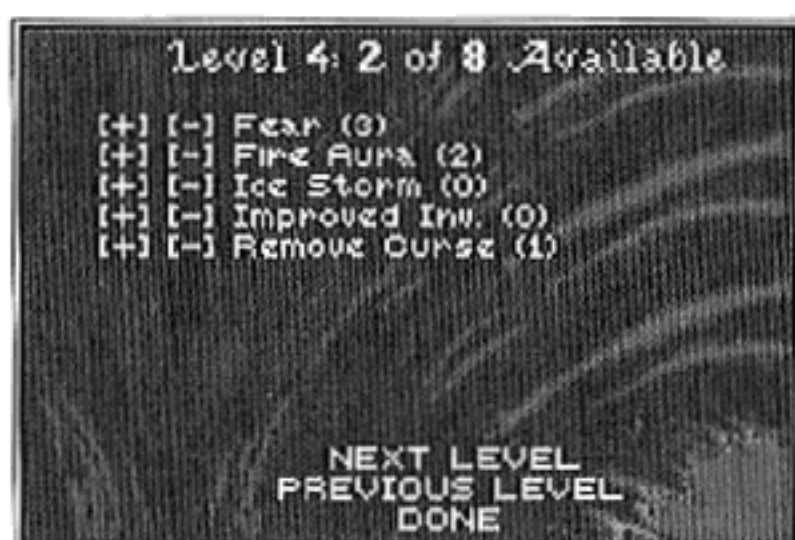 Level 4: 2 of 8 Available
[+] [-] Fear (3)
[+] [-] Fire Aura (2)
[+] [-] Ice Storm (0)
[+] [-] Improved Inv. (0)
[+] [-] Remove Curse (1)
NEXT LEVEL
PREVIOUS LEVEL
DONE